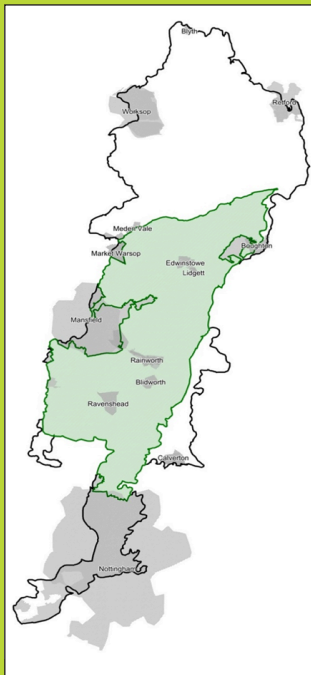 Blyth
Worksop
Retford
Meden Vale
Market Warsop
Boughton
Edwinstowe
Lidgett
Mansfield
Rainworth
Blidworth
Ravenshead
Calverton
Nottingham